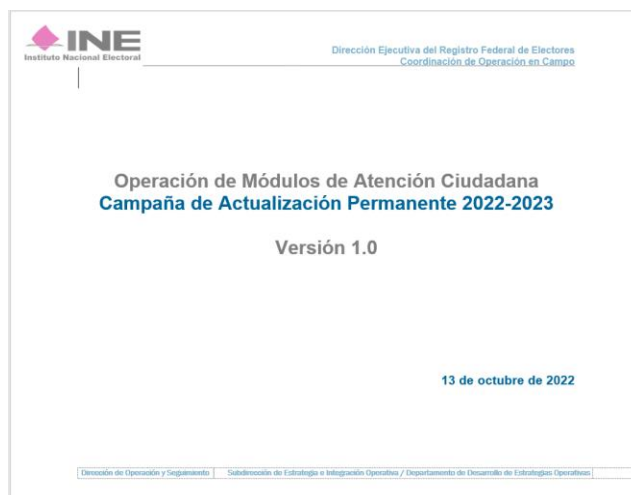 INE
Instituto Nacional Electoral
Dirección Ejecutiva del Registro Federal de Electores
Coordinación de Operación en Campo
Operación de Módulos de Atención Ciudadana
Campaña de Actualización Permanente 2022-2023
Versión 1.0
13 de octubre de 2022
Dirección de Operación y Seguimiento Subdirección de Estrategia e Integración Operativa / Departamento de Desarrollo de Estrategias Operativas